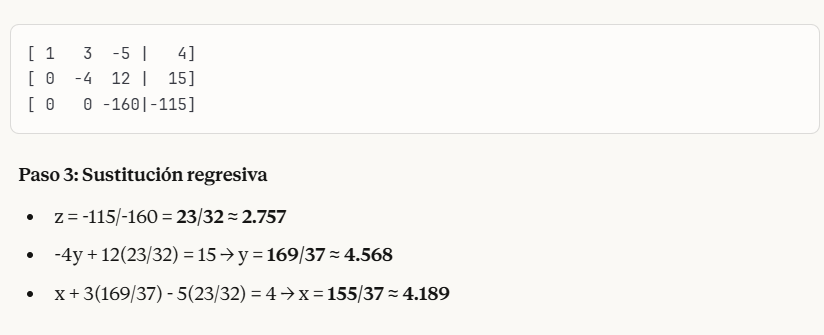 [ 1 3 -5 | 4]
[ 0 -4 12 | 15]
[ 0 0 -160|-115]
Paso 3: Sustitución regresiva
• z = -115/-160 = 23/32 ≈ 2.757
• -4y + 12(23/32) = 15 → y = 169/37 ≈ 4.568
• x + 3(169/37) - 5(23/32) = 4 → x = 155/37 ≈ 4.189